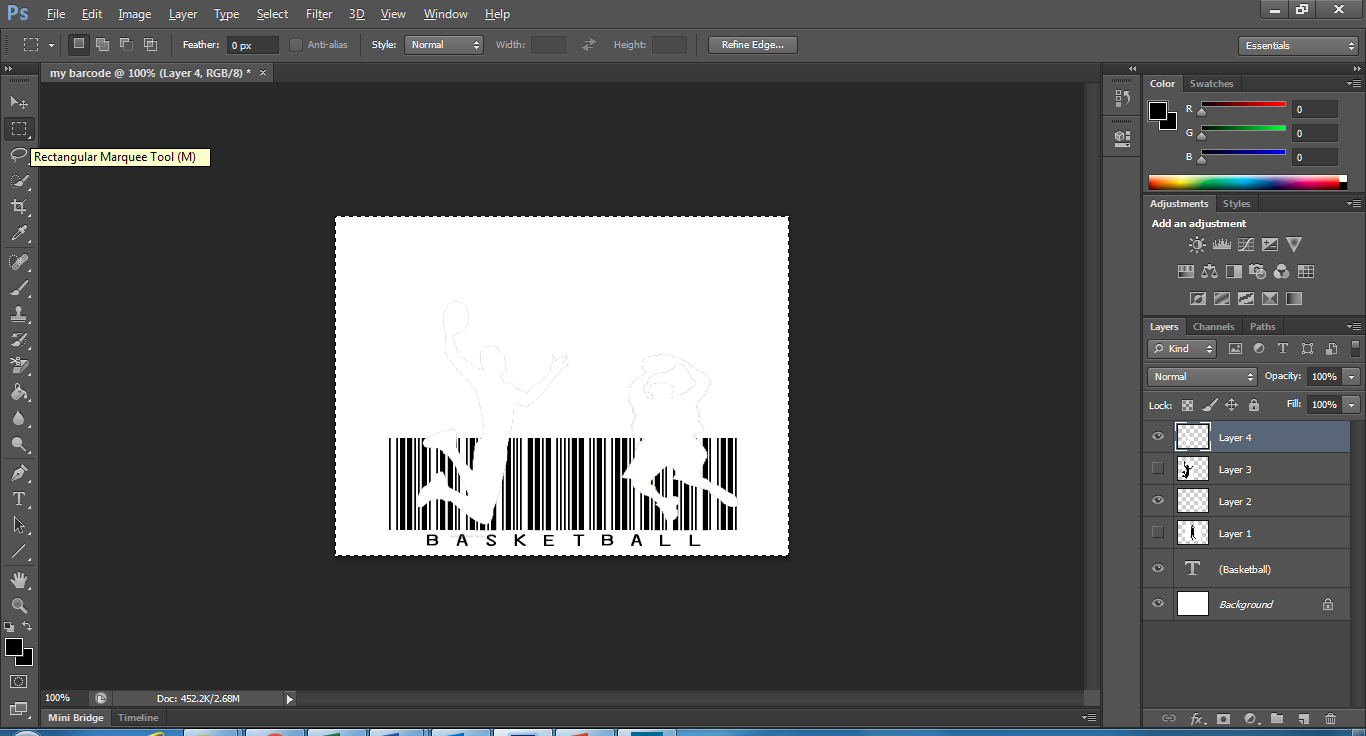 Ps File Edit Image Layer Type Select Filter 3D View Window Help
Feather: 0 px Anti-alias Style: Normal Width: Height: Refine Edge... Essentials
my barcode @ 100% (Layer 4, RGB/8) * ×
Rectangular Marquee Tool (M)
BASKETBALL
T
100% Doc: 452.2K/2.68M
Mini Bridge Timeline
Color Swatches
R 0
G 0
B 0
Adjustments Styles
Add an adjustment
Layers Channels Paths
Kind T
Normal Opacity: 100%
Lock: Fill: 100%
Layer 4
Layer 3
Layer 2
Layer 1
T (Basketball)
Background
fx